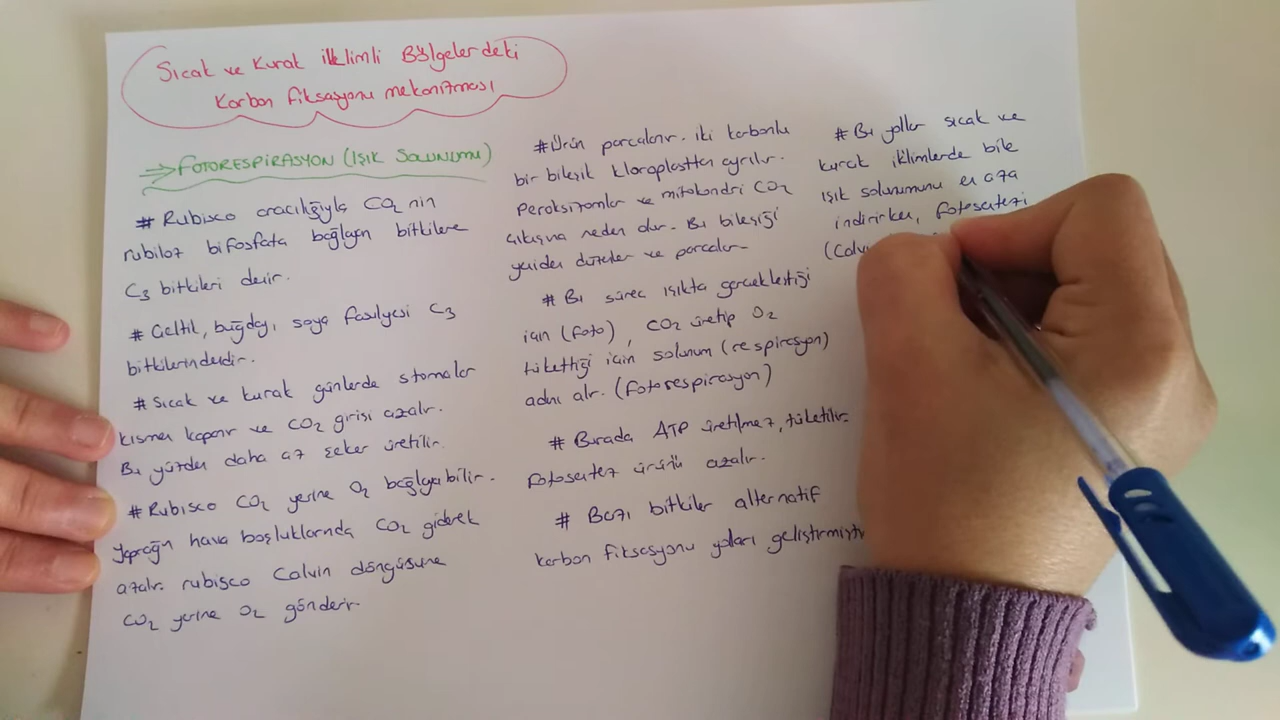 Sıcak ve Kurak iklimli Bölgelerdeki
Karbon fiksasyonu mekanizması
⇒ FOTORESPİRASYON (IŞIK SOLUNUMU)
# Rubisco aracılığıyla CO₂ nin
rubiloz bifosfata bağlayan bitkilere
C₃ bitkileri denir.
# Çeltik, buğday, soya fasulyesi C₃
bitkilerindendir.
# Sıcak ve kurak günlerde stomalar
kısmen kapanır ve CO₂ girişi azalır.
Bu yüzden daha az şeker üretilir.
# Rubisco CO₂ yerine O₂ bağlayabilir.
Yaprağın hava boşluklarında CO₂ giderek
azalır. rubisco Calvin döngüsüne
CO₂ yerine O₂ gönderir.
#Ürün parçalanır. iki karbonlu
bir bileşik kloroplasttan ayrılır.
Peroksizomlar ve mitokondri CO₂
çıkışına neden olur. Bu bileşiği
yeniden düzenler ve parçalar.
# Bu süreç ışıkta gerçekleştiği
için (foto), CO₂ üretip O₂
tükettiği için solunum (respirasyon)
adını alır. (fotorespirasyon)
# Burada ATP üretilmez, tüketilir.
Fotosentez ürünü azalır.
# Bazı bitkiler alternatif
karbon fiksasyonu yolları geliştirmiştir
# Bu yollar sıcak ve
kurak iklimlerde bile
ışık solunumunu en aza
indirirken, fotosentezi